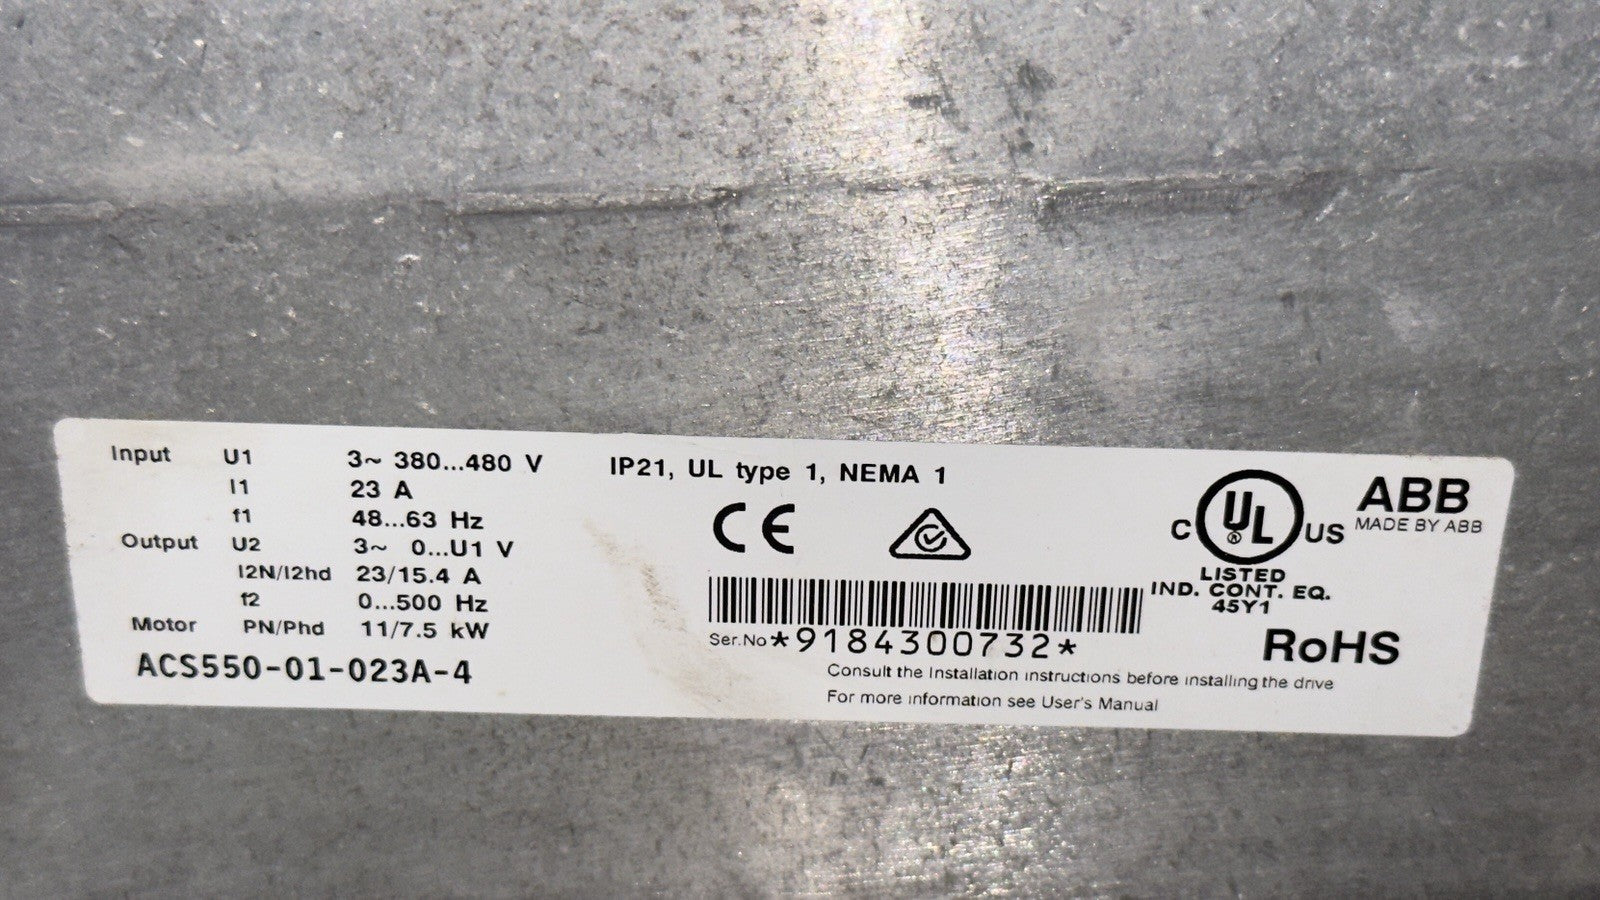 Input U1 3~ 380...480 V
I1 23 A
f1 48...63 Hz
Output U2 3~ 0...U1 V
I2N/I2hd 23/15.4 A
f2 0...500 Hz
Motor PN/Phd 11/7.5 kW
ACS550-01-023A-4
IP21, UL type 1, NEMA 1
CE
Ser.No *9184300732*
Consult the Installation instructions before installing the drive
For more information see User's Manual
C UL® US
LISTED
IND. CONT. EQ.
45Y1
ABB
MADE BY ABB
RoHS